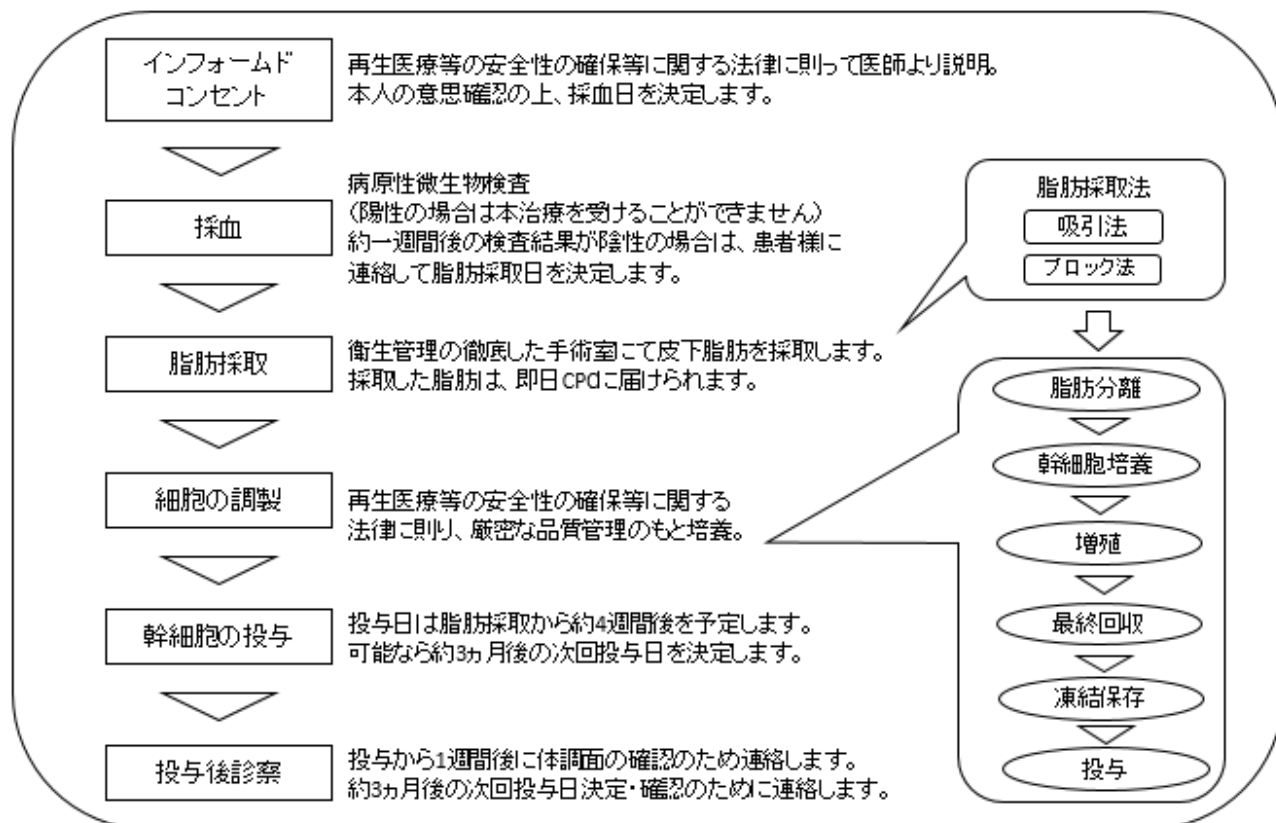 インフォームド
コンセント
再生医療等の安全性の確保等に関する法律に則って医師より説明。
本人の意思確認の上、採血日を決定します。
採血
病原性微生物検査
（陽性の場合は本治療を受けることができません）
約一週間後の検査結果が陰性の場合は、患者様に
連絡して脂肪採取日を決定します。
脂肪採取
衛生管理の徹底した手術室にて皮下脂肪を採取します。
採取した脂肪は、即日CPCに届けられます。
細胞の調製
再生医療等の安全性の確保等に関する
法律に則り、厳密な品質管理のもと培養。
幹細胞の投与
投与日は脂肪採取から約4週間後を予定します。
可能なら約3ヵ月後の次回投与日を決定します。
投与後診察
投与から1週間後に体調面の確認のため連絡します。
約3ヵ月後の次回投与日決定・確認のために連絡します。
脂肪採取法
吸引法
ブロック法
脂肪分離
幹細胞培養
増殖
最終回収
凍結保存
投与